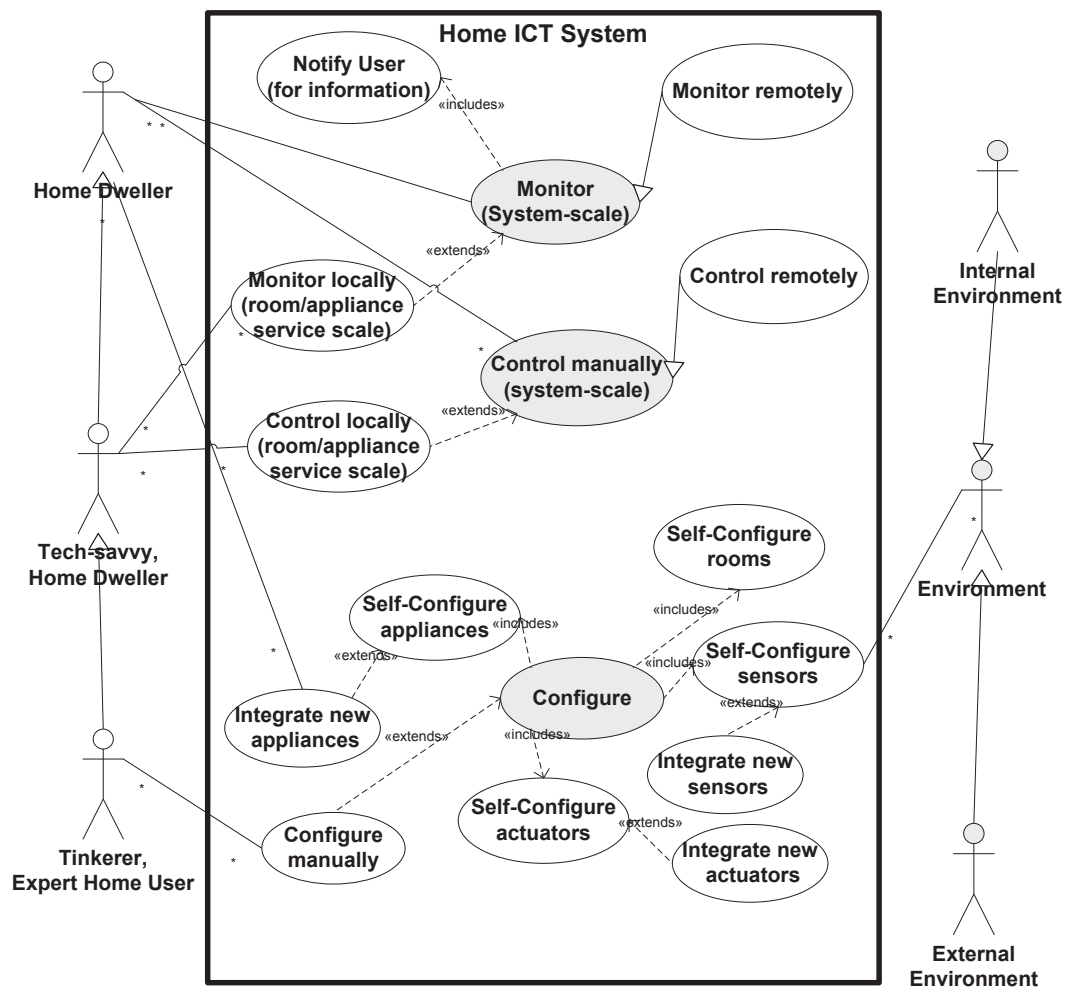 Home ICT System
Notify User
(for information)
«includes»
Monitor remotely
* *
Home Dweller
*
Monitor
(System-scale)
«extends»
Monitor locally
(room/appliance
service scale)
*
Control remotely
Internal
Environment
*
Control manually
(system-scale)
«extends»
Control locally
(room/appliance
service scale)
*
*
*
Tech-savvy,
Home Dweller
*
Environment
*
Self-Configure
rooms
«includes»
Self-Configure
appliances
«includes»
«extends»
*
Self-Configure
sensors
«includes»
«extends»
Configure
Integrate new
appliances
«extends»
«includes»
Integrate new
sensors
Self-Configure
actuators
«extends»
Integrate new
actuators
*
Configure
manually
*
Tinkerer,
Expert Home User
External
Environment